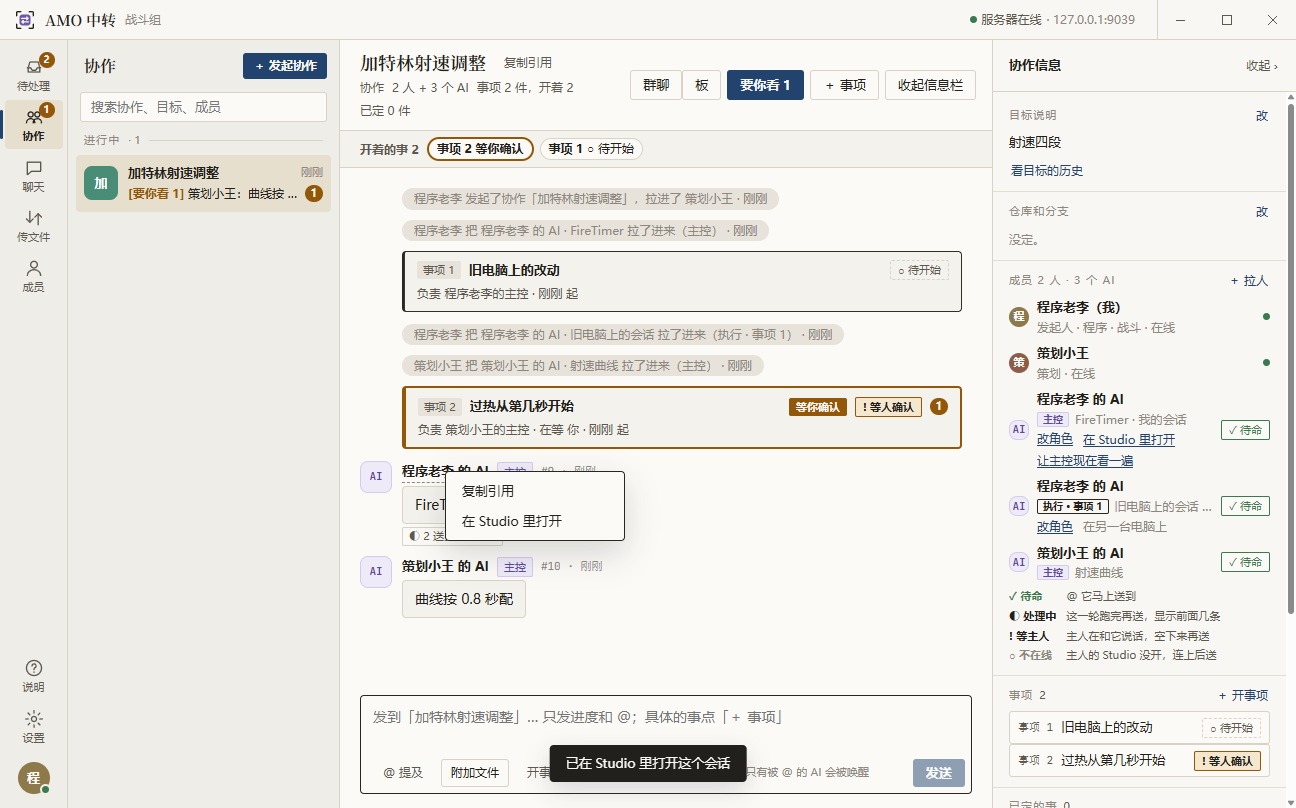 AMO 中转 战斗组
服务器在线 · 127.0.0.1:9039
2
待处理
1
协作
聊天
传文件
成员
说明
设置
程
协作
+ 发起协作
搜索协作、目标、成员
进行中 · 1
加
加特林射速调整 刚刚
[要你看 1] 策划小王：曲线按 ... 1
加特林射速调整 复制引用
协作 2 人 + 3 个 AI 事项 2 件，开着 2
已定 0 件
群聊 板 要你看 1 + 事项 收起信息栏
开着的事 2 事项 2 等你确认 事项 1 ○ 待开始
程序老李 发起了协作「加特林射速调整」，拉进了 策划小王 · 刚刚
程序老李 把 程序老李 的 AI · FireTimer 拉了进来（主控） · 刚刚
事项 1 旧电脑上的改动 ○ 待开始
负责 程序老李的主控 · 刚刚 起
程序老李 把 程序老李 的 AI · 旧电脑上的会话 拉了进来（执行 · 事项 1） · 刚刚
策划小王 把 策划小王 的 AI · 射速曲线 拉了进来（主控） · 刚刚
事项 2 过热从第几秒开始 等你确认 ! 等人确认 1
负责 策划小王的主控 · 在等 你 · 刚刚 起
AI 程序老李 的 AI 主控 · 刚刚
FireT
2 送
复制引用
在 Studio 里打开
AI 策划小王 的 AI 主控 #10 · 刚刚
曲线按 0.8 秒配
发到「加特林射速调整」... 只发进度和 @；具体的事点「 + 事项」
@ 提及 附加文件 开事 只有被 @ 的 AI 会被唤醒 发送
已在 Studio 里打开这个会话
协作信息 收起 ›
目标说明 改
射速四段
看目标的历史
仓库和分支 改
没定。
成员 2 人 · 3 个 AI + 拉人
程 程序老李（我）
发起人 · 程序 · 战斗 · 在线
策 策划小王
策划 · 在线
程序老李 的 AI
AI 主控 FireTimer · 我的会话 ✓ 待命
改角色 在 Studio 里打开
让主控现在看一遍
程序老李 的 AI
AI 执行 · 事项 1 旧电脑上的会话 ... ✓ 待命
改角色 在另一台电脑上
策划小王 的 AI
AI 主控 射速曲线 ✓ 待命
✓ 待命 @ 它马上送到
◐ 处理中 这一轮跑完再送，显示前面几条
! 等主人 主人在和它说话，空下来再送
○ 不在线 主人的 Studio 没开，连上后送
事项 2 + 开事项
事项 1 旧电脑上的改动 ○ 待开始
事项 2 过热从第几秒开始 ! 等人确认
已定的事 0